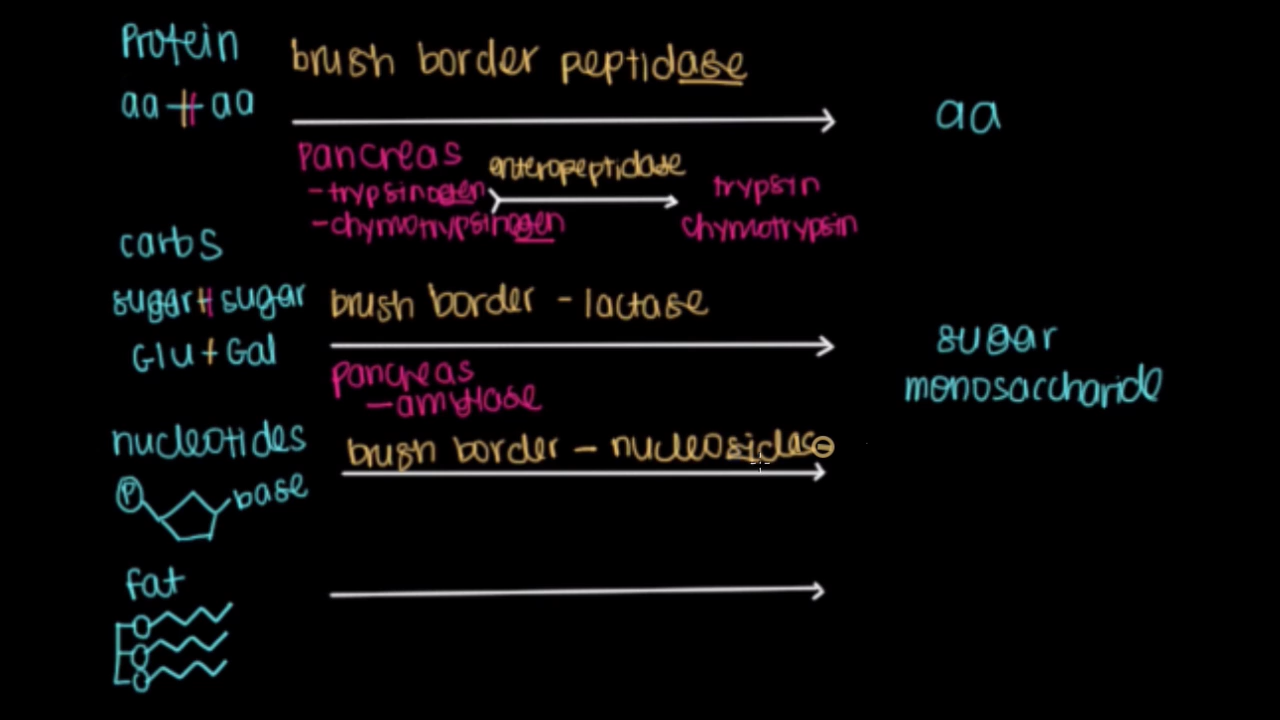 Protein
brush border peptidase
aa + aa
aa
Pancreas
enteropeptidase
- trypsinogen
trypsin
- chymotrypsinogen
chymotrypsin
carbs
sugar + sugar
brush border - lactase
Glu + Gal
sugar
monosaccharide
Pancreas
- amylase
nucleotides
brush border - nucleosidase
P
base
fat
O
O
O